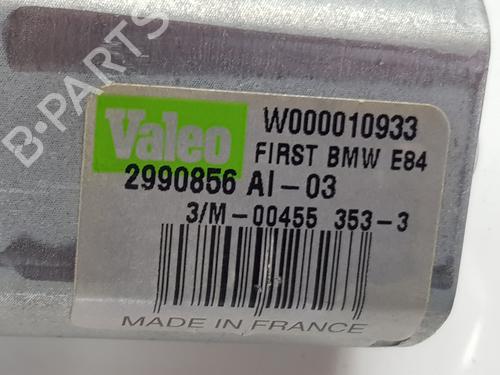 B-PARTS
Valeo
W000010933
FIRST BMW E84
2990856 AI-03
3/M-00455 353-3
MADE IN FRANCE